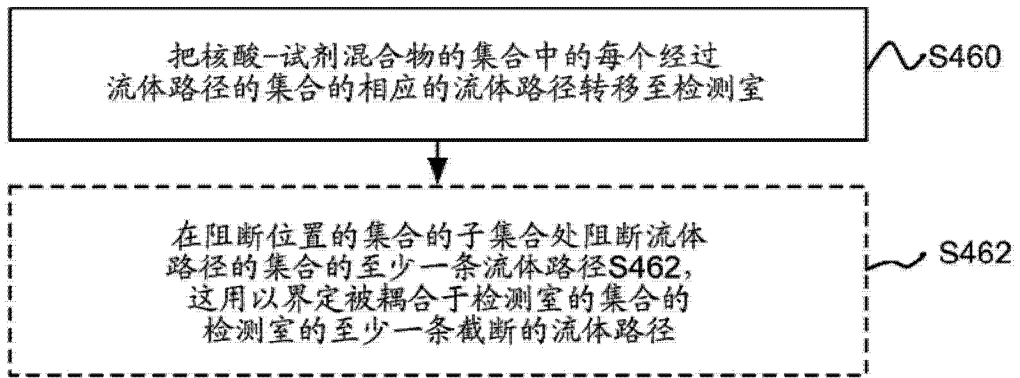 把核酸-试剂混合物的集合中的每个经过
流体路径的集合的相应的流体路径转移至检测室
S460
在阻断位置的集合的子集合处阻断流体
路径的集合的至少一条流体路径S462,
这用以界定被耦合于检测室的集合的
检测室的至少一条截断的流体路径
S462